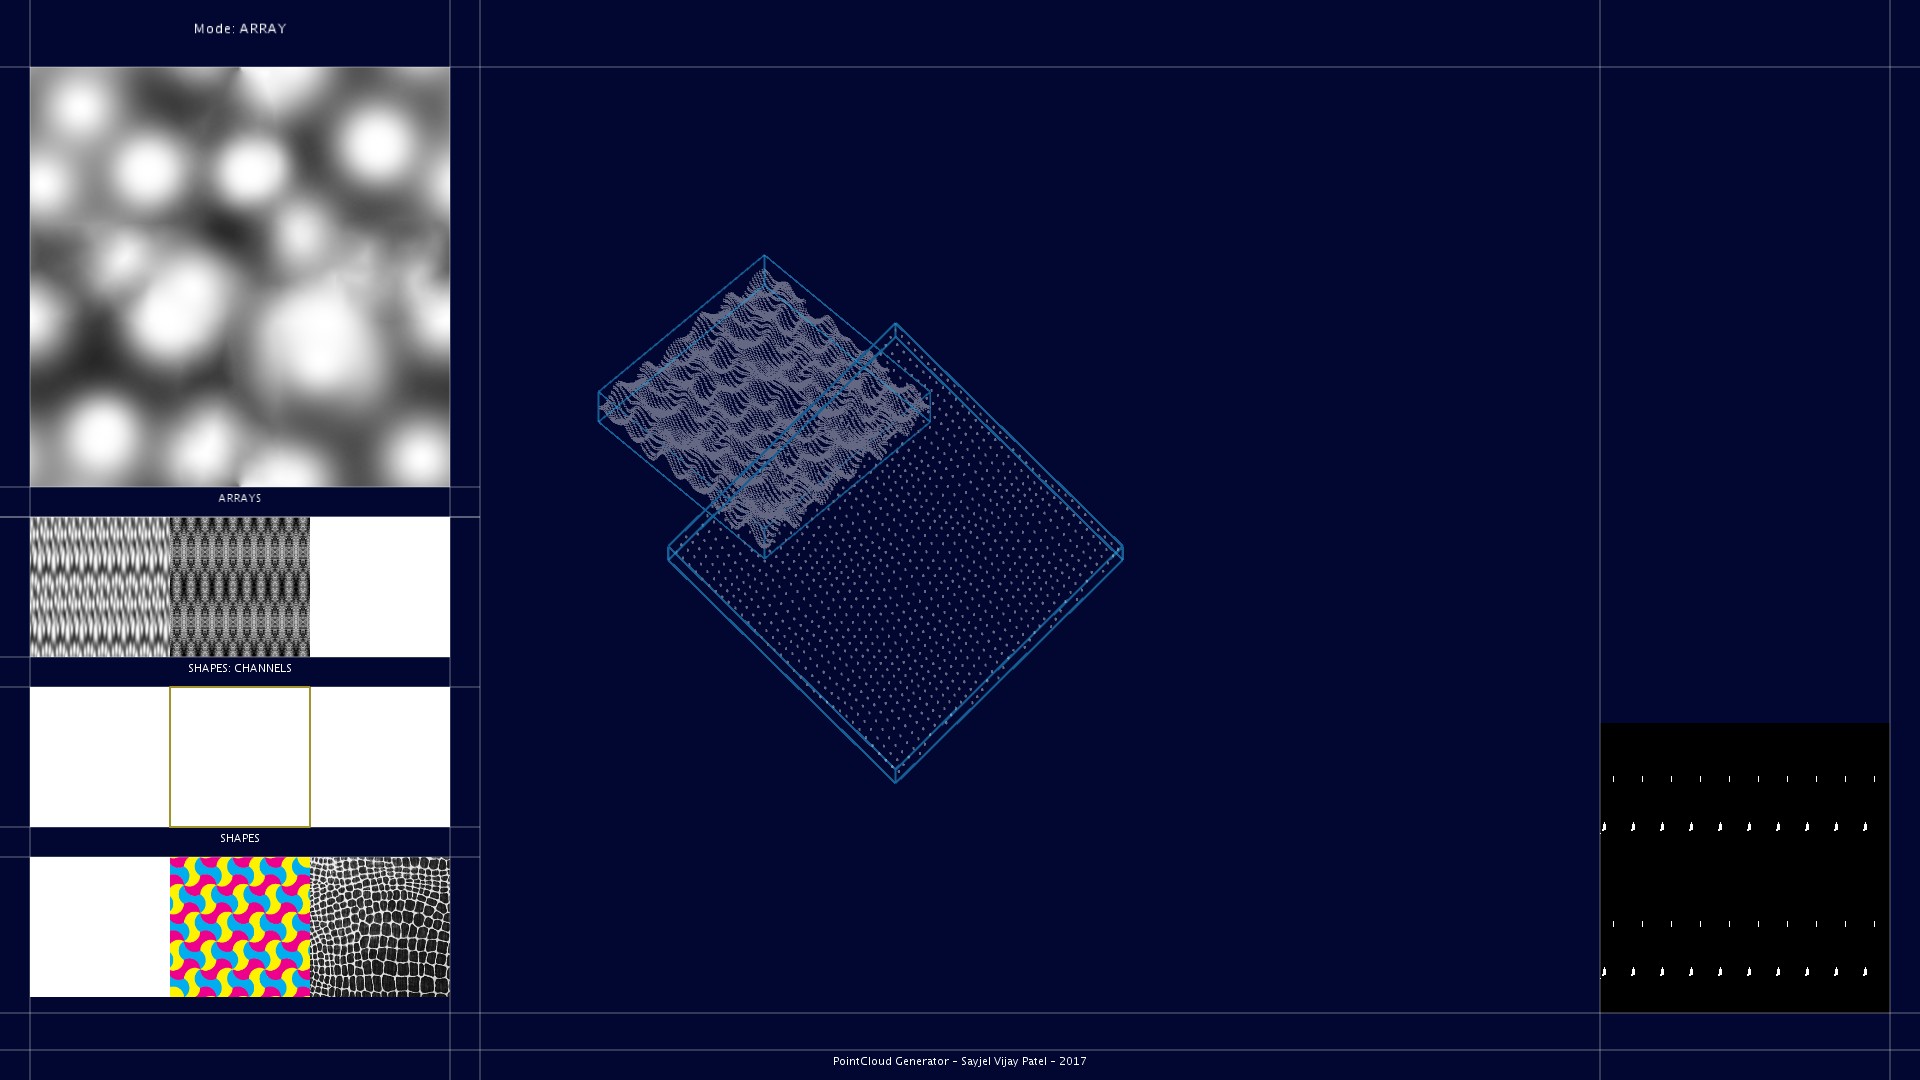 Mode: ARRAY
ARRAYS
SHAPES: CHANNELS
SHAPES
PointCloud Generator - Sayjel Vijay Patel - 2017